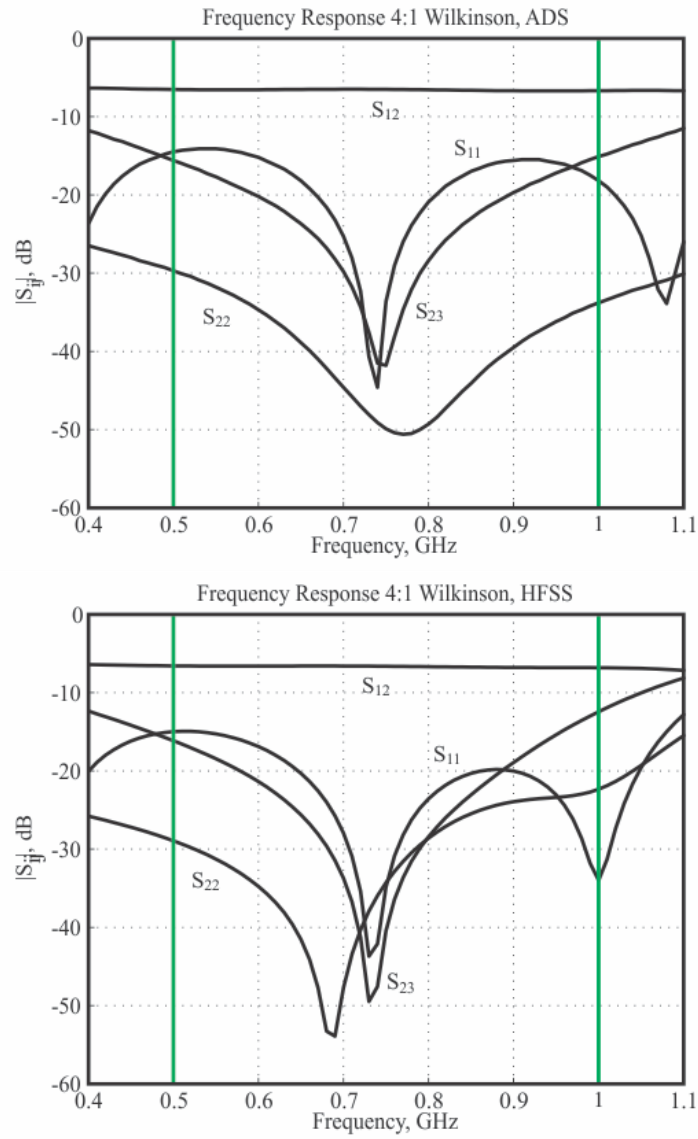 Frequency Response 4:1 Wilkinson, ADS
0
-10
-20
-30
-40
-50
-60
|Sij|, dB
S12
S11
S22
S23
0.4 0.5 0.6 0.7 0.8 0.9 1 1.1
Frequency, GHz
Frequency Response 4:1 Wilkinson, HFSS
0
-10
-20
-30
-40
-50
-60
|Sij|, dB
S12
S11
S22
S23
0.4 0.5 0.6 0.7 0.8 0.9 1 1.1
Frequency, GHz